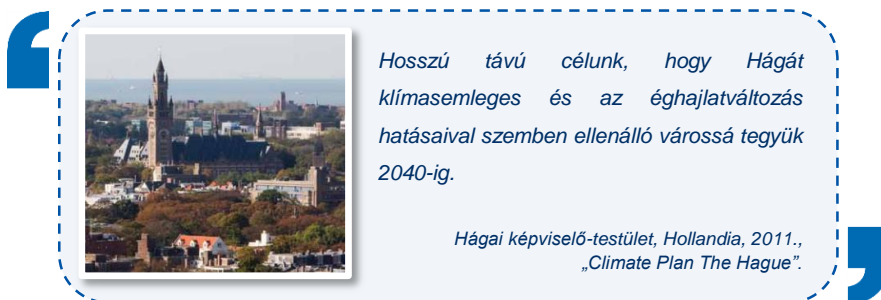 Hosszú távú célunk, hogy Hágát
klímasemleges és az éghajlatváltozás
hatásaival szemben ellenálló várossá tegyük
2040-ig.
Hágai képviselő-testület, Hollandia, 2011.,
„Climate Plan The Hague”.